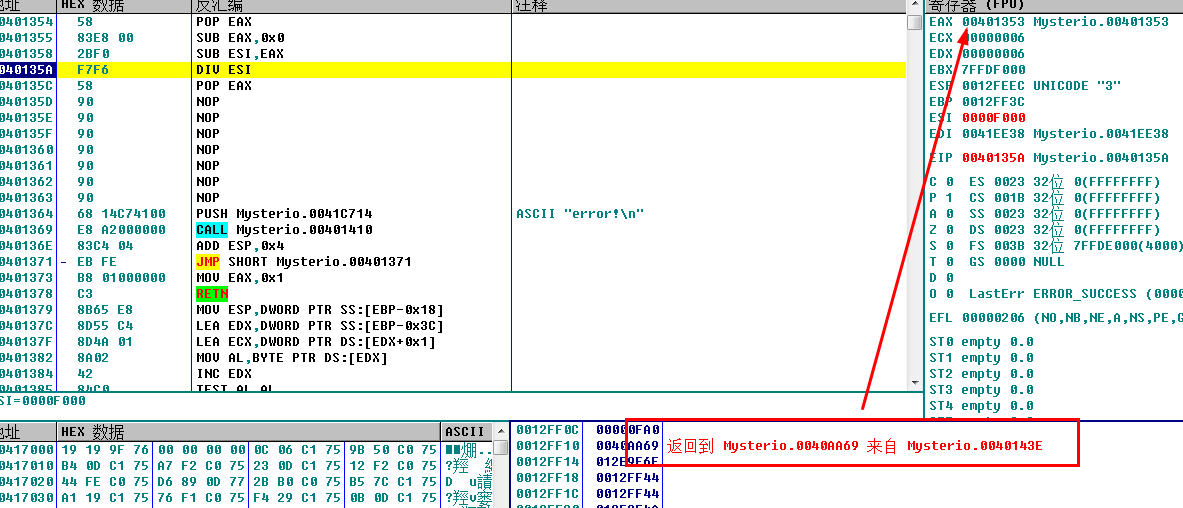 地址 HEX 数据 反汇编 注释
0401354 58 POP EAX
0401355 83E8 00 SUB EAX,0x0
0401358 2BF0 SUB ESI,EAX
040135A F7F6 DIV ESI
040135C 58 POP EAX
040135D 90 NOP
040135E 90 NOP
040135F 90 NOP
0401360 90 NOP
0401361 90 NOP
0401362 90 NOP
0401363 90 NOP
0401364 68 14C74100 PUSH Mysterio.0041C714 ASCII "error!\n"
0401369 E8 A2000000 CALL Mysterio.00401410
040136E 83C4 04 ADD ESP,0x4
0401371 - EB FE JMP SHORT Mysterio.00401371
0401373 B8 01000000 MOV EAX,0x1
0401378 C3 RETN
0401379 8B65 E8 MOV ESP,DWORD PTR SS:[EBP-0x18]
040137C 8D55 C4 LEA EDX,DWORD PTR SS:[EBP-0x3C]
040137F 8D4A 01 LEA ECX,DWORD PTR DS:[EDX+0x1]
0401382 8A02 MOV AL,BYTE PTR DS:[EDX]
0401384 42 INC EDX
0401385 84C0 TEST AL,AL
SI=0000F000
寄存器 (FPU)
EAX 00401353 Mysterio.00401353
ECX 00000006
EDX 00000006
EBX 7FFDF000
ESP 0012FEEC UNICODE "3"
EBP 0012FF3C
ESI 0000F000
EDI 0041EE38 Mysterio.0041EE38
EIP 0040135A Mysterio.0040135A
C 0 ES 0023 32位 0(FFFFFFFF)
P 1 CS 001B 32位 0(FFFFFFFF)
A 0 SS 0023 32位 0(FFFFFFFF)
Z 0 DS 0023 32位 0(FFFFFFFF)
S 0 FS 003B 32位 7FFDE000(4000)
T 0 GS 0000 NULL
D 0
O 0 LastErr ERROR_SUCCESS (0000
EFL 00000206 (NO,NB,NE,A,NS,PE,G
ST0 empty 0.0
ST1 empty 0.0
ST2 empty 0.0
ST3 empty 0.0
ST4 empty 0.0
地址 HEX 数据 ASCII
0417000 19 19 9F 76 00 00 00 00 0C 06 C1 75 9B 50 C0 75
0417010 B4 0D C1 75 A7 F2 C0 75 23 0D C1 75 12 F2 C0 75
0417020 44 FE C0 75 D6 89 0D 77 2B B0 C0 75 B5 7C C1 75
0417030 A1 19 C1 75 76 F1 C0 75 F4 29 C1 75 0B 0D C1 75
0012FF0C 00000FA0
0012FF10 0040AA69 返回到 Mysterio.0040AA69 来自 Mysterio.0040143E
0012FF14 012E9F6E
0012FF18 0012FF44
0012FF1C 0012FF44